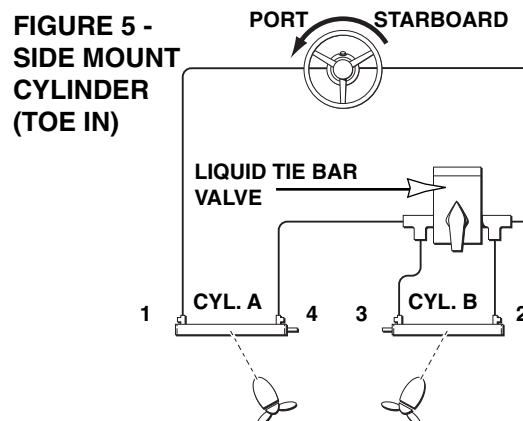 FIGURE 5 -
SIDE MOUNT
CYLINDER
(TOE IN)
PORT STARBOARD
LIQUID TIE BAR
VALVE
1 CYL. A 4 3 CYL. B 2